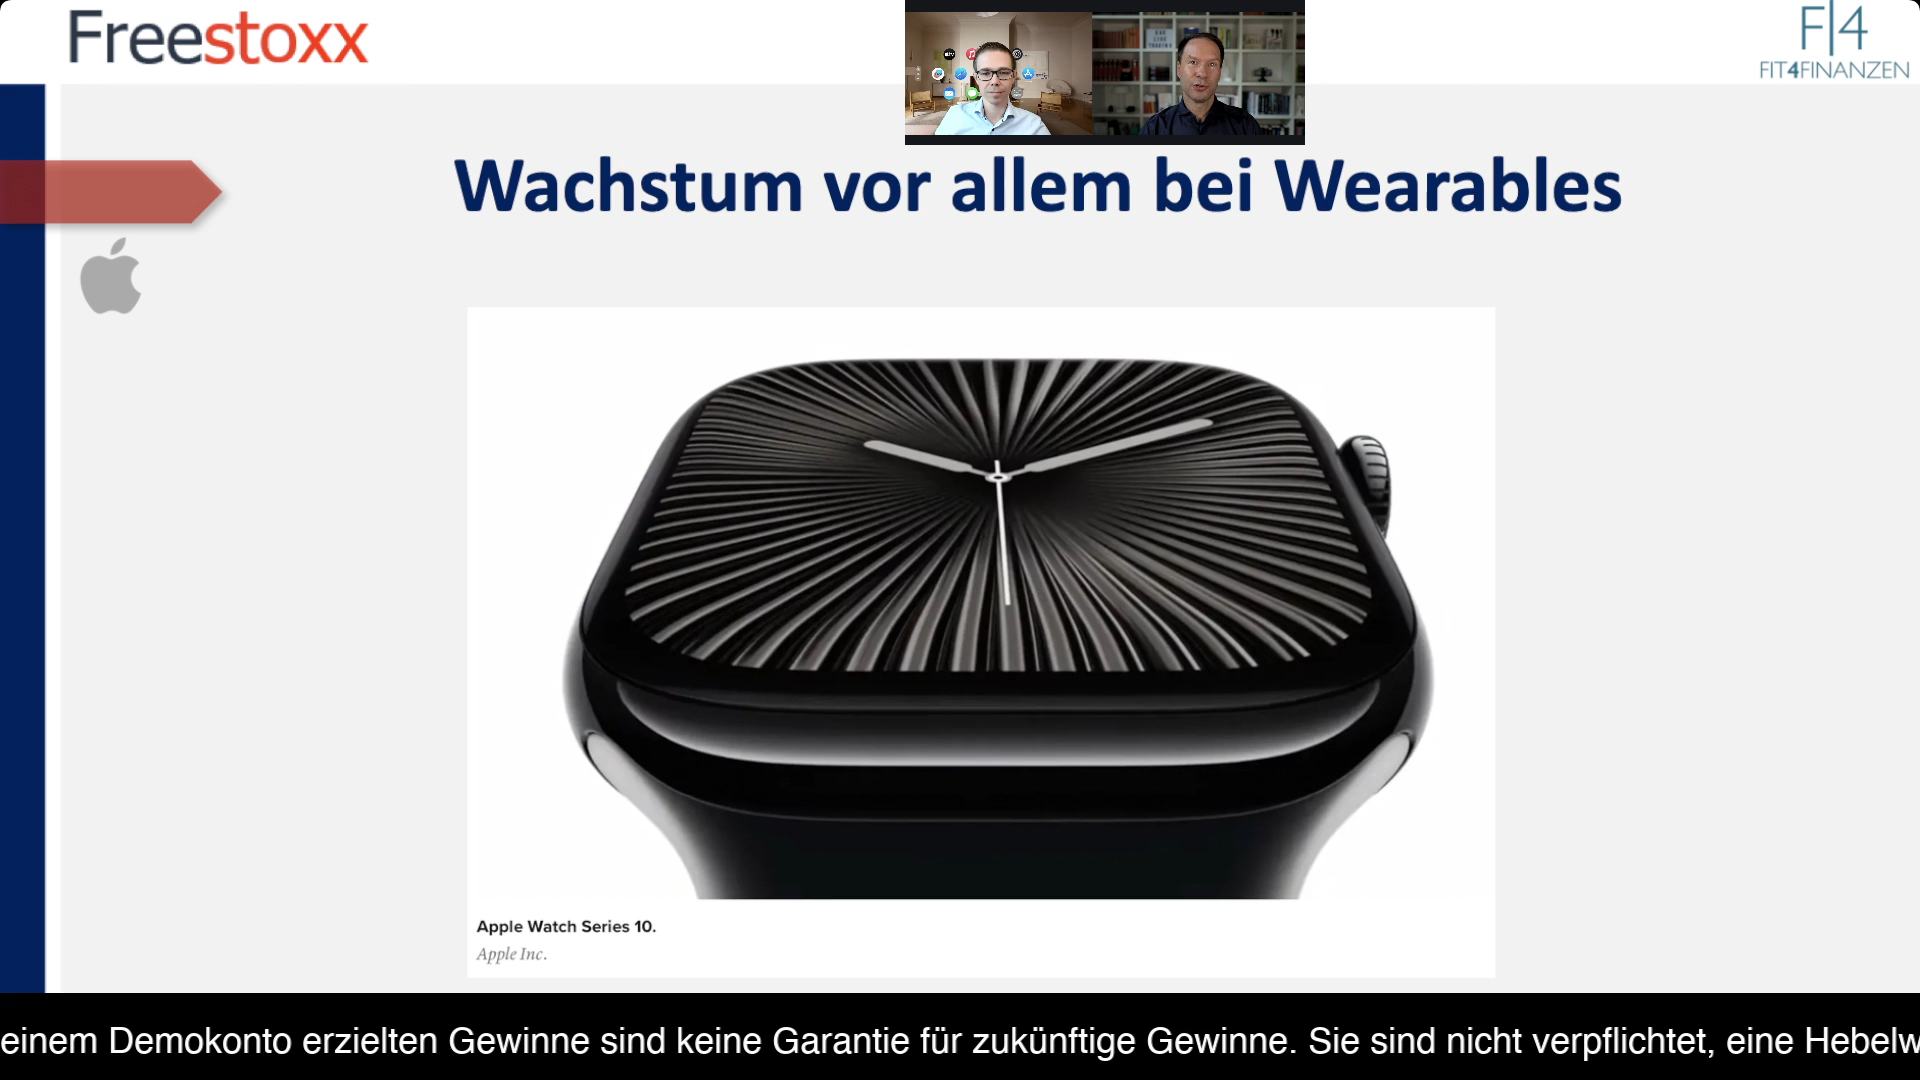 Freestoxx
F|4
FIT4FINANZEN
Wachstum vor allem bei Wearables
Apple Watch Series 10.
Apple Inc.
einem Demokonto erzielten Gewinne sind keine Garantie für zukünftige Gewinne. Sie sind nicht verpflichtet, eine Hebelw